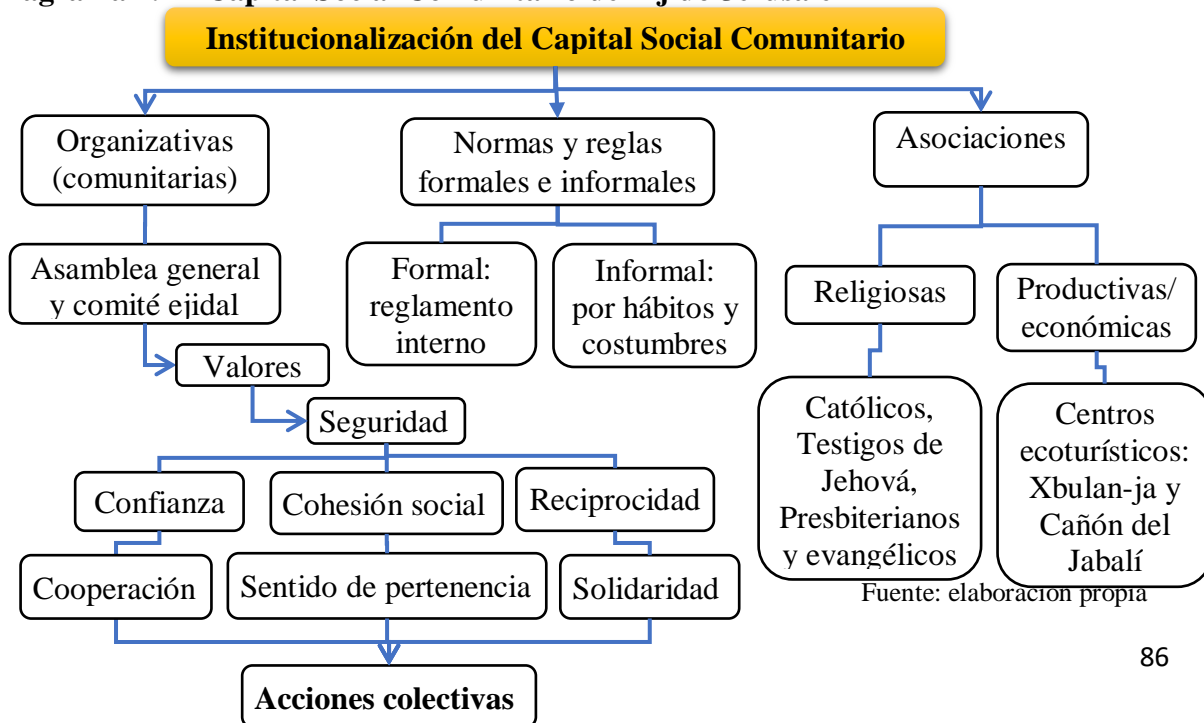 Institucionalización del Capital Social Comunitario
Organizativas
(comunitarias)
Normas y reglas
formales e informales
Asociaciones
Asamblea general
y comité ejidal
Formal:
reglamento
interno
Informal:
por hábitos y
costumbres
Religiosas
Productivas/
económicas
Valores
Seguridad
Católicos,
Testigos de
Jehová,
Presbiterianos
y evangélicos
Centros
ecoturísticos:
Xbulan-ja y
Cañón del
Jabalí
Confianza
Cohesión social
Reciprocidad
Cooperación
Sentido de pertenencia
Solidaridad
Fuente: elaboración propia
Acciones colectivas
86